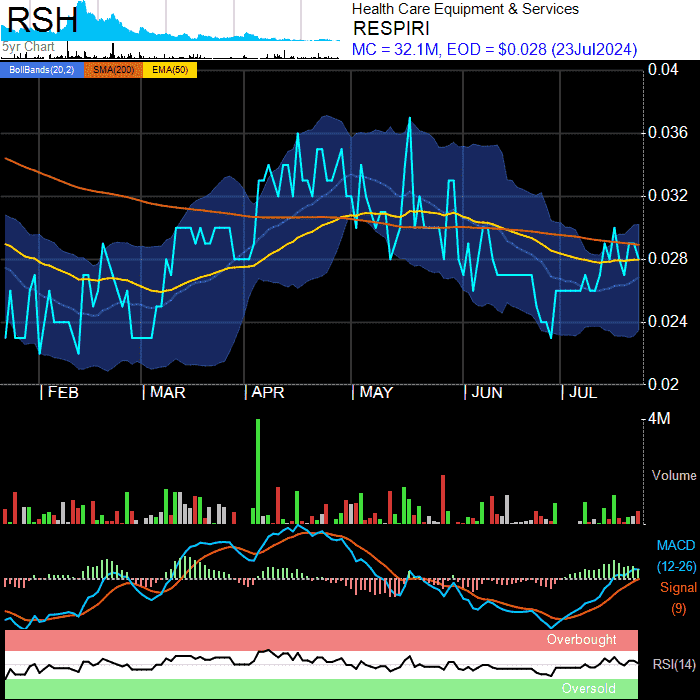 RSH
5yr Chart
Health Care Equipment & Services
RESPIRI
MC = 32.1M, EOD = $0.028 (23Jul2024)
BollBands(20,2) SMA(200) EMA(50)
0.04
0.036
0.032
0.028
0.024
0.02
FEB MAR APR MAY JUN JUL
4M
Volume
MACD
(12-26)
Signal
(9)
Overbought
RSI(14)
Oversold